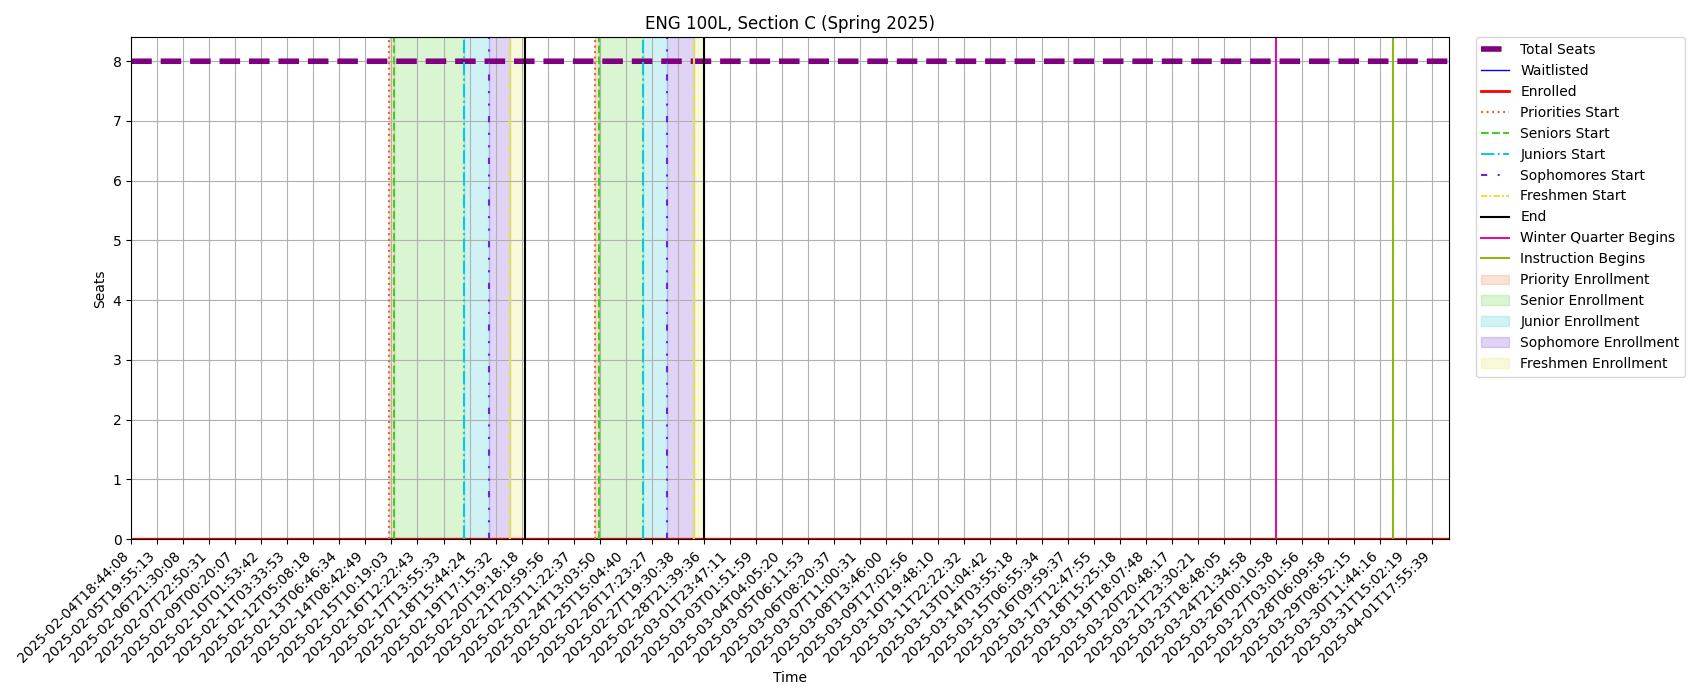 ENG 100L, Section C (Spring 2025)
Seats
8
7
6
5
4
3
2
1
0
2025-02-04T18:44:08
2025-02-05T19:55:13
2025-02-06T21:30:08
2025-02-07T22:50:31
2025-02-09T00:20:07
2025-02-10T01:53:42
2025-02-11T03:33:53
2025-02-12T05:08:18
2025-02-13T06:46:34
2025-02-14T08:42:49
2025-02-15T10:19:03
2025-02-16T12:22:43
2025-02-17T13:55:33
2025-02-18T15:44:24
2025-02-19T17:15:32
2025-02-20T19:18:18
2025-02-21T20:59:56
2025-02-23T11:22:37
2025-02-24T13:03:50
2025-02-25T15:04:40
2025-02-26T17:23:27
2025-02-27T19:30:38
2025-02-28T21:39:36
2025-03-01T23:47:11
2025-03-03T01:51:59
2025-03-04T04:05:20
2025-03-05T06:11:53
2025-03-06T08:20:37
2025-03-07T11:00:31
2025-03-08T13:46:00
2025-03-09T17:02:56
2025-03-10T19:48:10
2025-03-11T22:22:32
2025-03-13T01:04:42
2025-03-14T03:55:18
2025-03-15T06:55:34
2025-03-16T09:59:37
2025-03-17T12:47:55
2025-03-18T15:25:18
2025-03-19T18:07:48
2025-03-20T20:48:17
2025-03-21T23:30:21
2025-03-23T18:48:05
2025-03-24T21:34:58
2025-03-26T00:10:58
2025-03-27T03:01:56
2025-03-28T06:09:58
2025-03-29T08:52:15
2025-03-30T11:44:16
2025-03-31T15:02:19
2025-04-01T17:55:39
Time
Total Seats
Waitlisted
Enrolled
Priorities Start
Seniors Start
Juniors Start
Sophomores Start
Freshmen Start
End
Winter Quarter Begins
Instruction Begins
Priority Enrollment
Senior Enrollment
Junior Enrollment
Sophomore Enrollment
Freshmen Enrollment